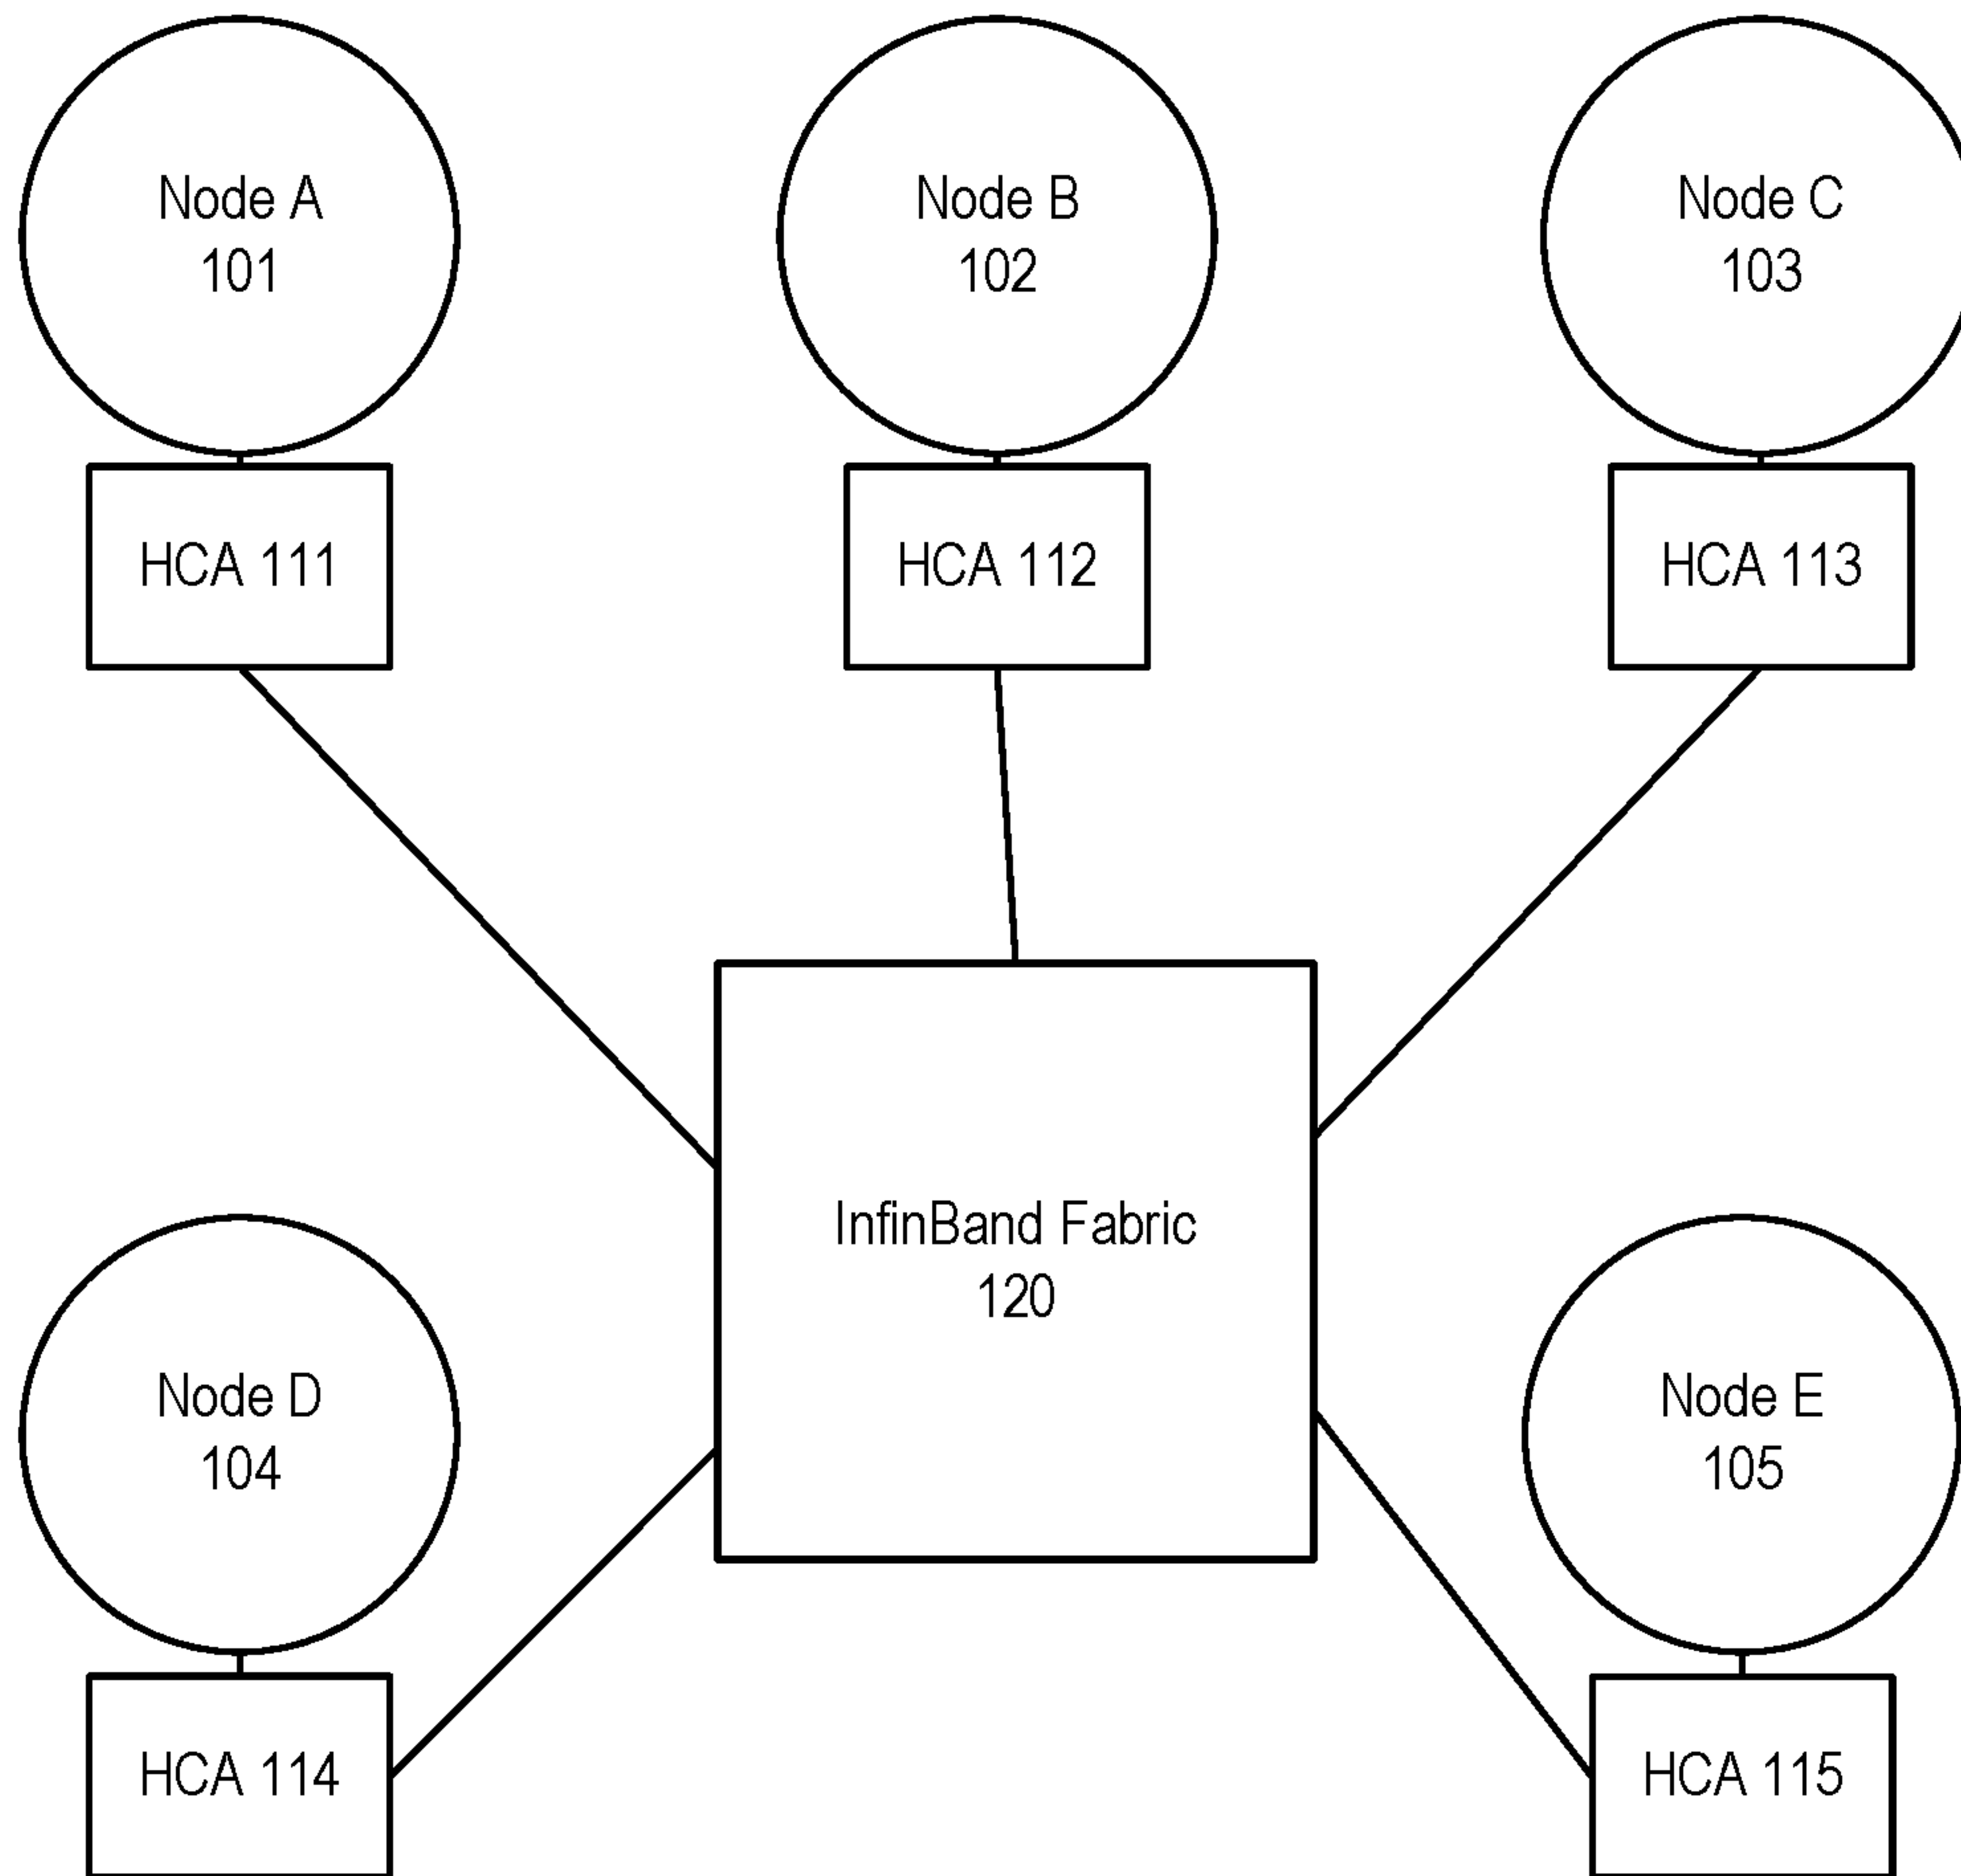 Node A
101
Node B
102
Node C
103
HCA 111
HCA 112
HCA 113
InfinBand Fabric
120
Node D
104
Node E
105
HCA 114
HCA 115